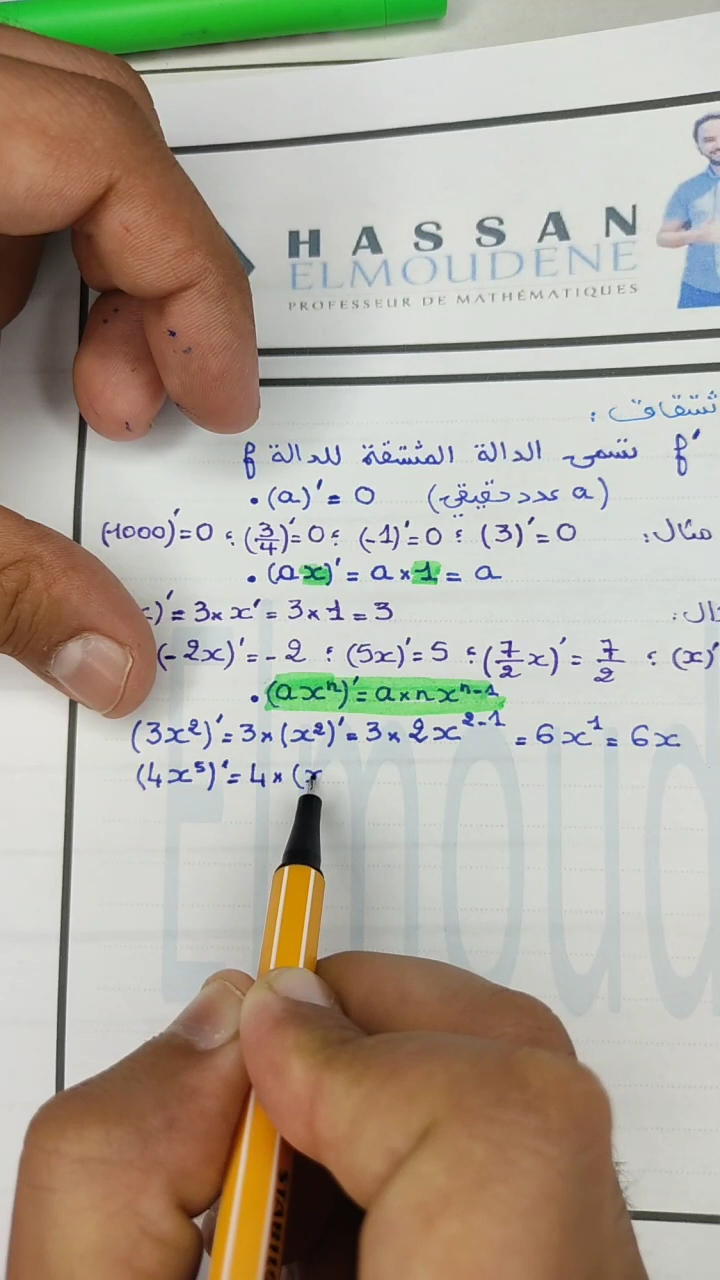 HASSAN
ELMOUDENE
PROFESSEUR DE MATHÉMATIQUES
f' تسمى الدالة المشتقة للدالة f
• (a)' = 0 (a عدد حقيقي)
مثال: (3)' = 0 ; (-1)' = 0 ; (3/4)' = 0 ; (-1000)' = 0
• (ax)' = a × 1 = a
)' = 3 × x' = 3 × 1 = 3
(x)' ; (7/2 x)' = 7/2 ; (5x)' = 5 ; (-2x)' = -2
• (axⁿ)' = a × n xⁿ⁻¹
(3x²)' = 3 × (x²)' = 3 × 2x²⁻¹ = 6x¹ = 6x
(4x⁵)' = 4 × (x
Elmoud